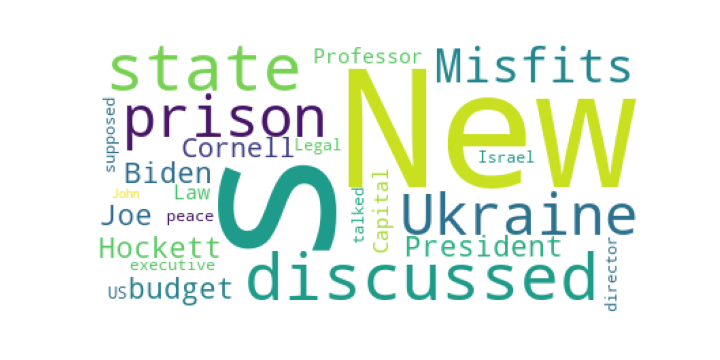 state
Professor
Misfits
New
prison
supposed
Cornell
Legal
Israel
s
Biden
Law
John
Capital
talked
Ukraine
Joe
peace
Hockett
President
executive
discussed
director
US
budget